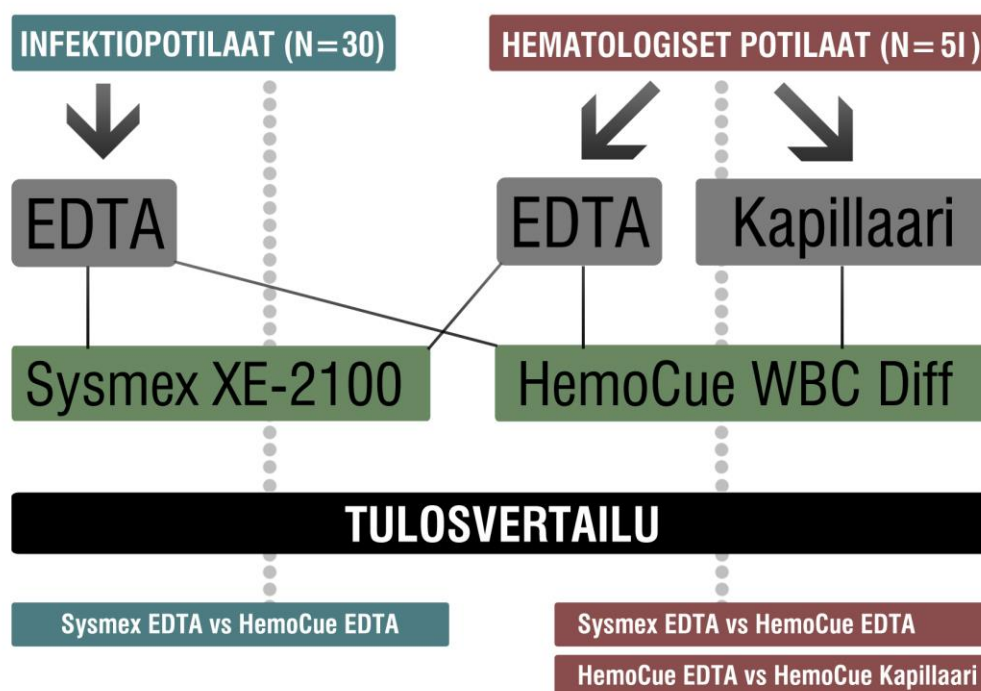 INFEKTIOPOTILAAT (N=30)
HEMATOLOGISET POTILAAT (N=51)
EDTA
EDTA
Kapillaari
Sysmex XE-2100
HemoCue WBC Diff
TULOSVERTAILU
Sysmex EDTA vs HemoCue EDTA
Sysmex EDTA vs HemoCue EDTA
HemoCue EDTA vs HemoCue Kapillaari